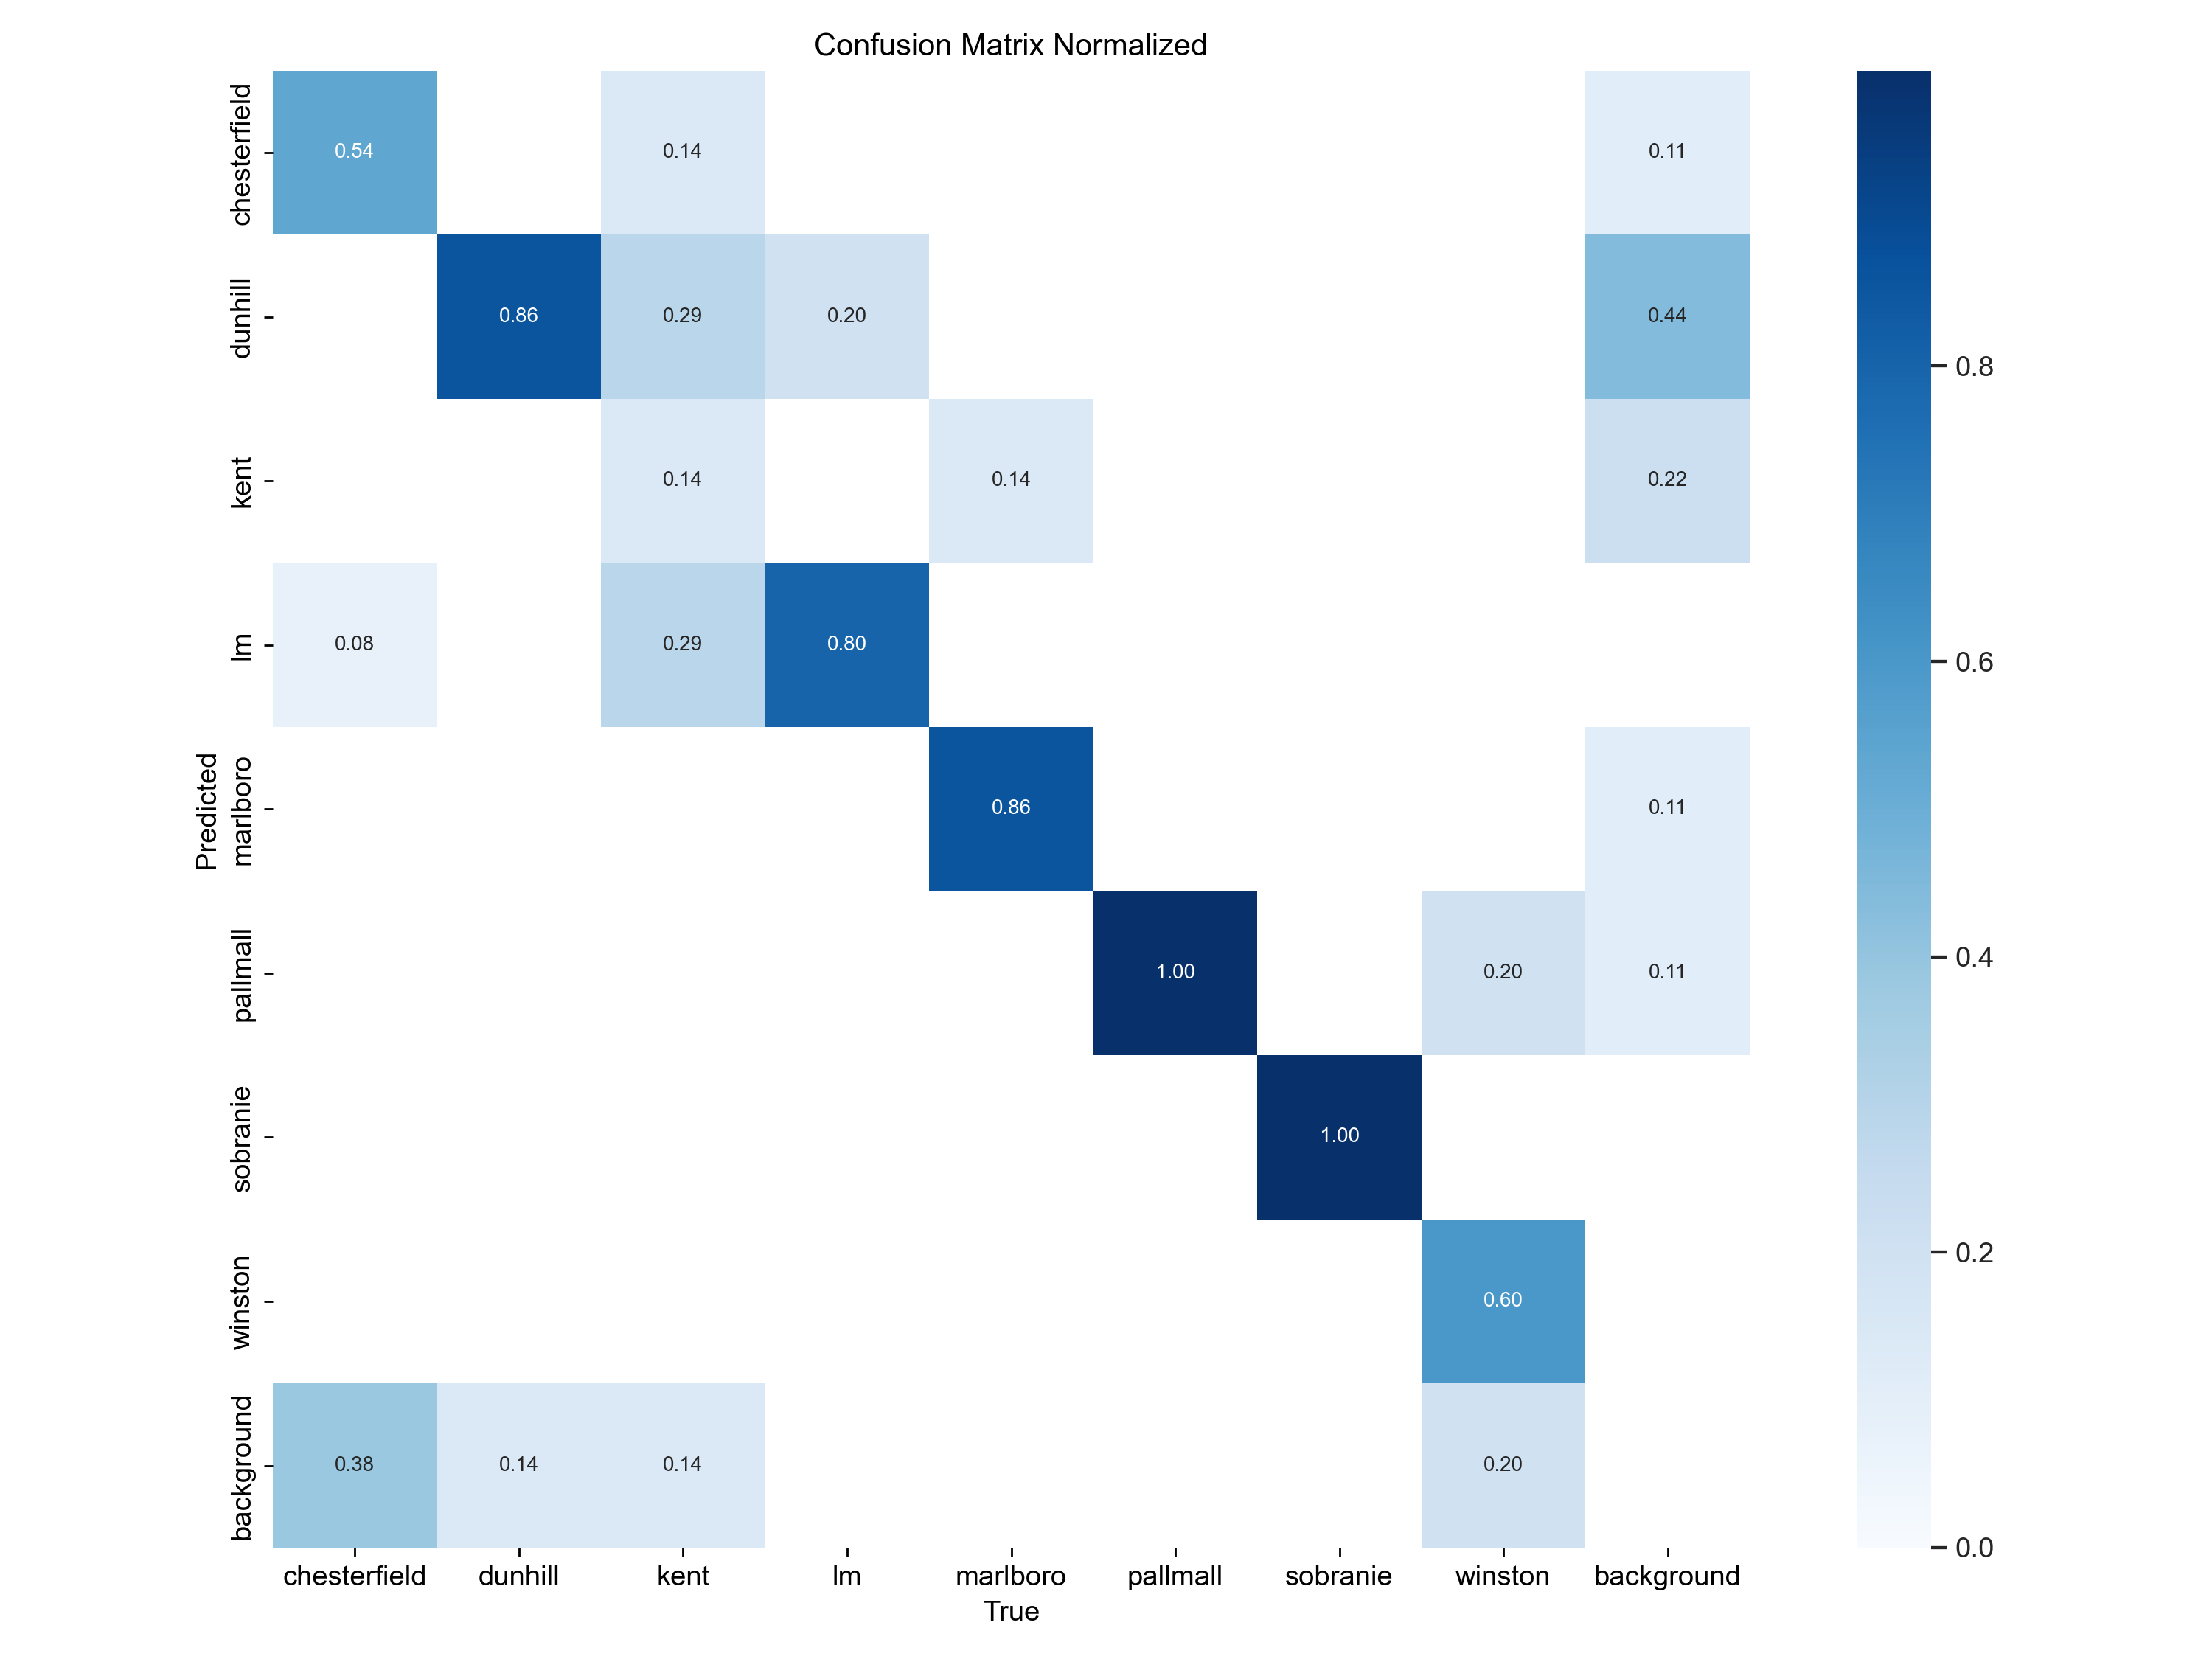 Confusion Matrix Normalized
chesterfield
0.54
0.14
0.11
dunhill
0.86
0.29
0.20
0.44
kent
0.14
0.14
0.22
lm
0.08
0.29
0.80
Predicted
marlboro
0.86
0.11
pallmall
1.00
0.20
0.11
sobranie
1.00
winston
0.60
background
0.38
0.14
0.14
0.20
chesterfield
dunhill
kent
lm
marlboro
pallmall
sobranie
winston
background
True
0.8
0.6
0.4
0.2
0.0